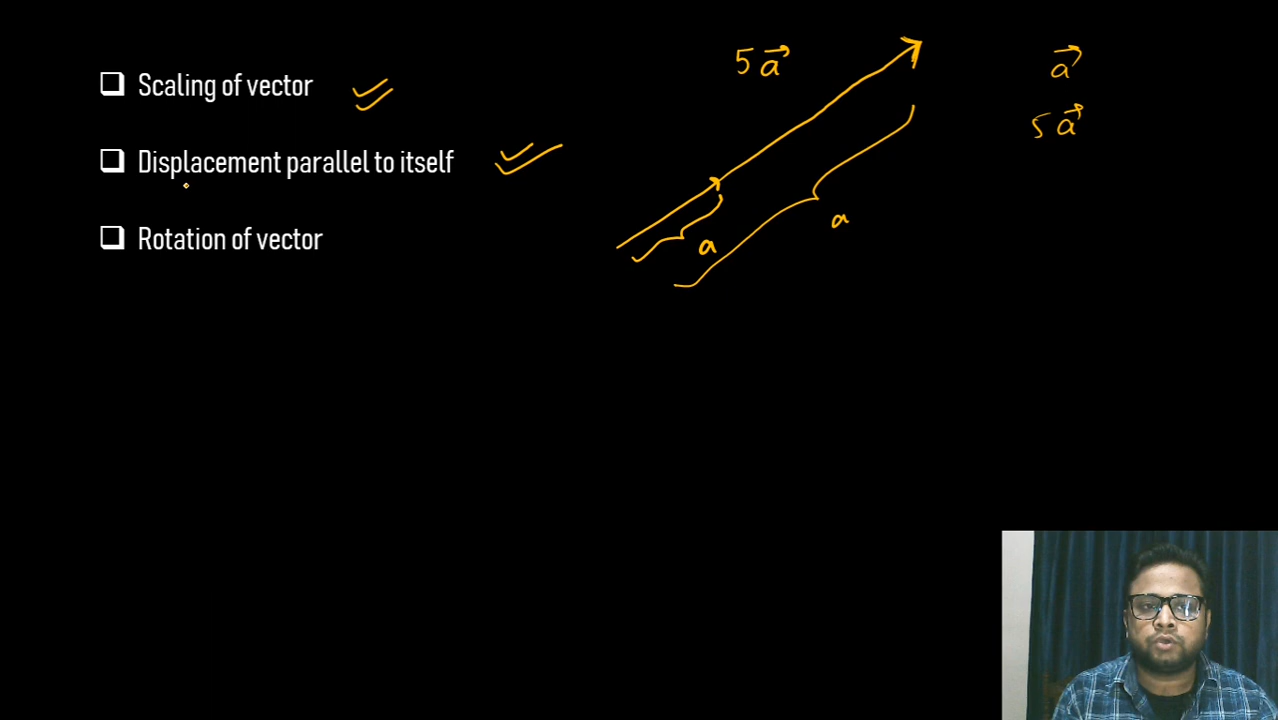 Scaling of vector
Displacement parallel to itself
Rotation of vector
5a⃗
a⃗
5a⃗
a
a